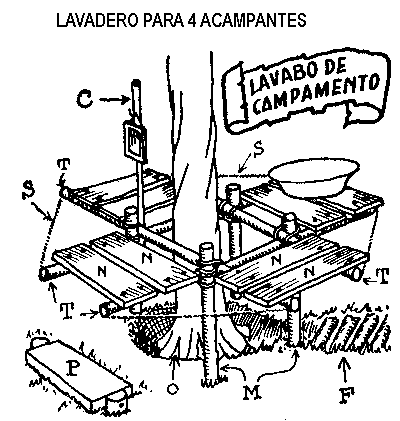 LAVADERO PARA 4 ACAMPANTES
LAVABO DE
CAMPAMENTO
C
S
T
S
N
N
N
N
T
T
P
O
M
F